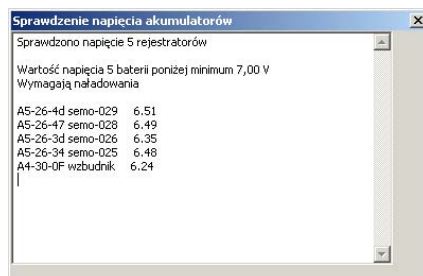 Sprawdzenie napięcia akumulatorów
Sprawdzono napięcie 5 rejestratorów
Wartość napięcia 5 baterii poniżej minimum 7,00 V
Wymagają naładowania
A5-26-4d semo-029 6.51
A5-26-47 semo-028 6.49
A5-26-3d semo-026 6.35
A5-26-34 semo-025 6.48
A4-30-0F wzbudnik 6.24